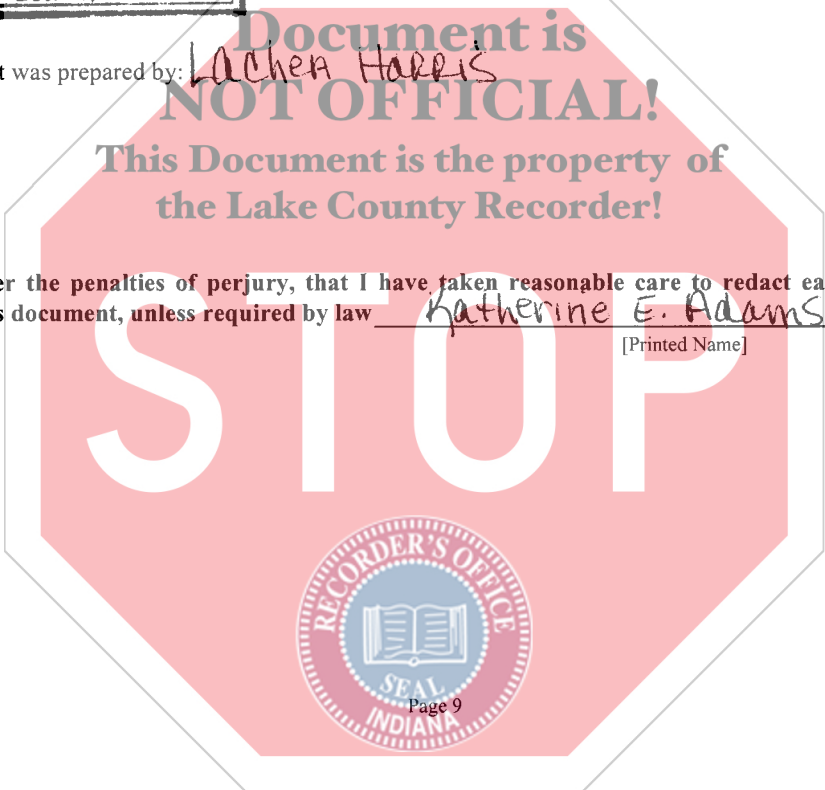 Document is
t was prepared by: Lachea Harris
NOT OFFICIAL!
This Document is the property of
the Lake County Recorder!
er the penalties of perjury, that I have taken reasonable care to redact ea
s document, unless required by law Katherine E. Adams
[Printed Name]
STOP
RECORDER'S OFFICE
SEAL
Page 9
INDIANA